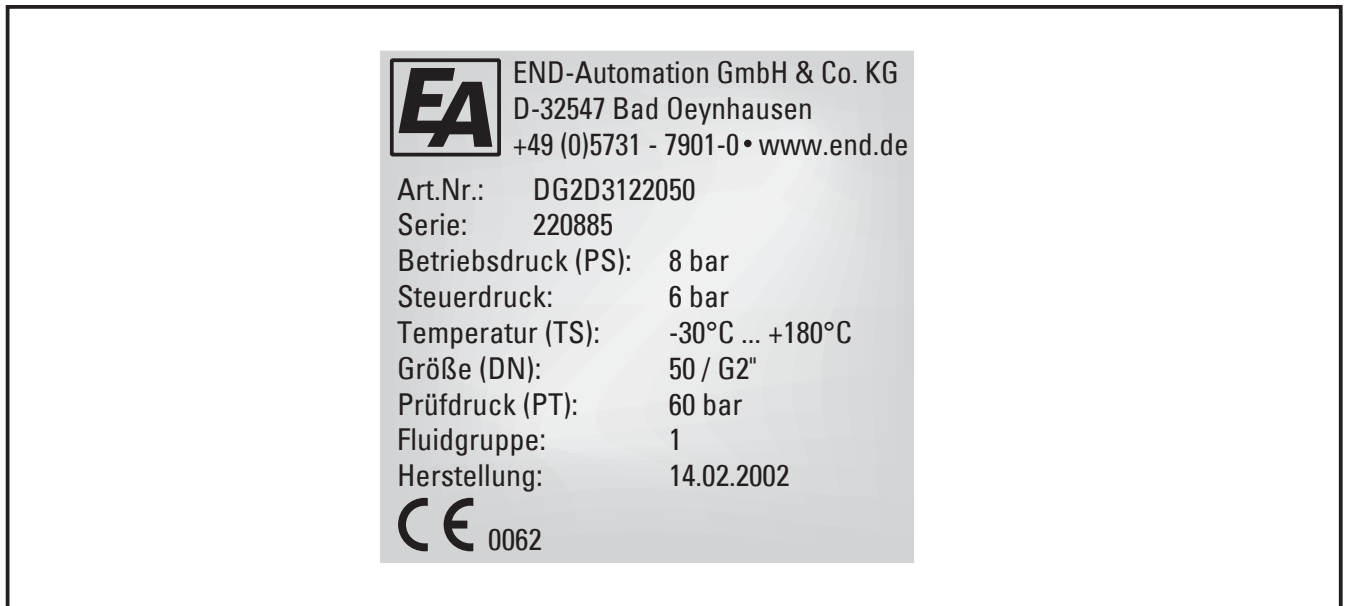 EA
END-Automation GmbH & Co. KG
D-32547 Bad Oeynhausen
+49 (0)5731 - 7901-0 • www.end.de
Art.Nr.: DG2D3122050
Serie: 220885
Betriebsdruck (PS): 8 bar
Steuerdruck: 6 bar
Temperatur (TS): -30°C ... +180°C
Größe (DN): 50 / G2"
Prüfdruck (PT): 60 bar
Fluidgruppe: 1
Herstellung: 14.02.2002
CE 0062